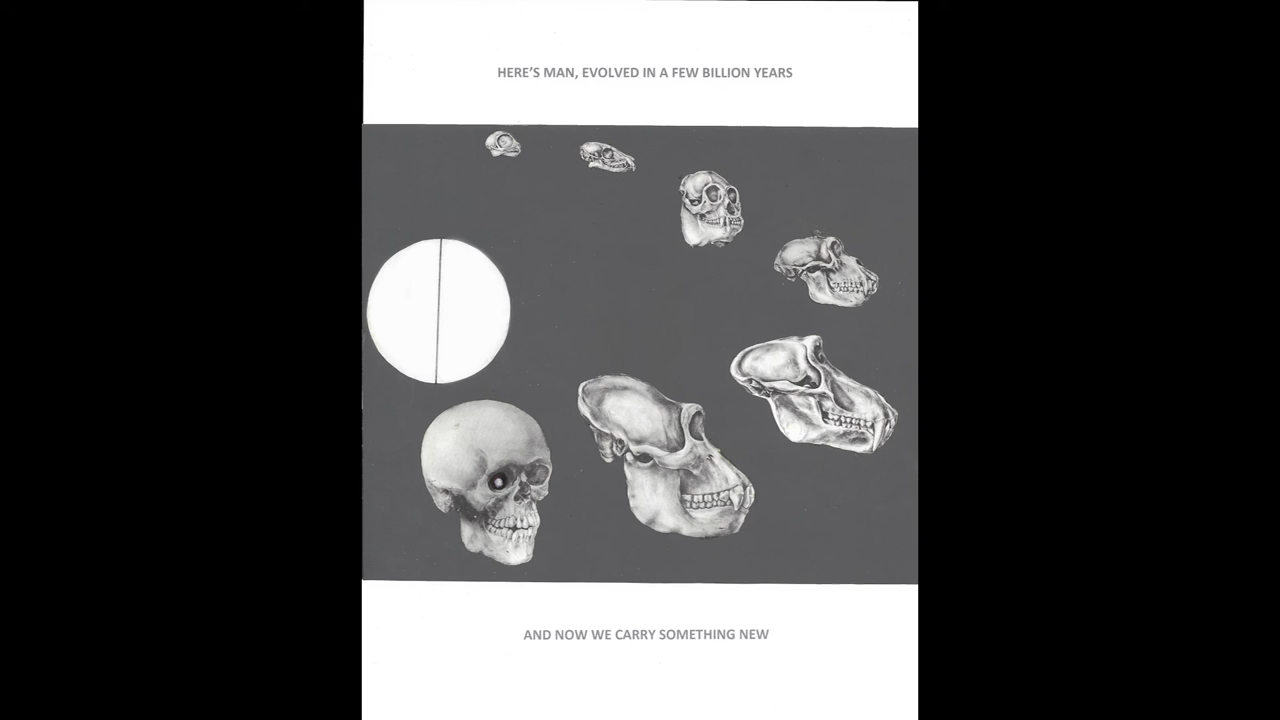 HERE'S MAN, EVOLVED IN A FEW BILLION YEARS
AND NOW WE CARRY SOMETHING NEW